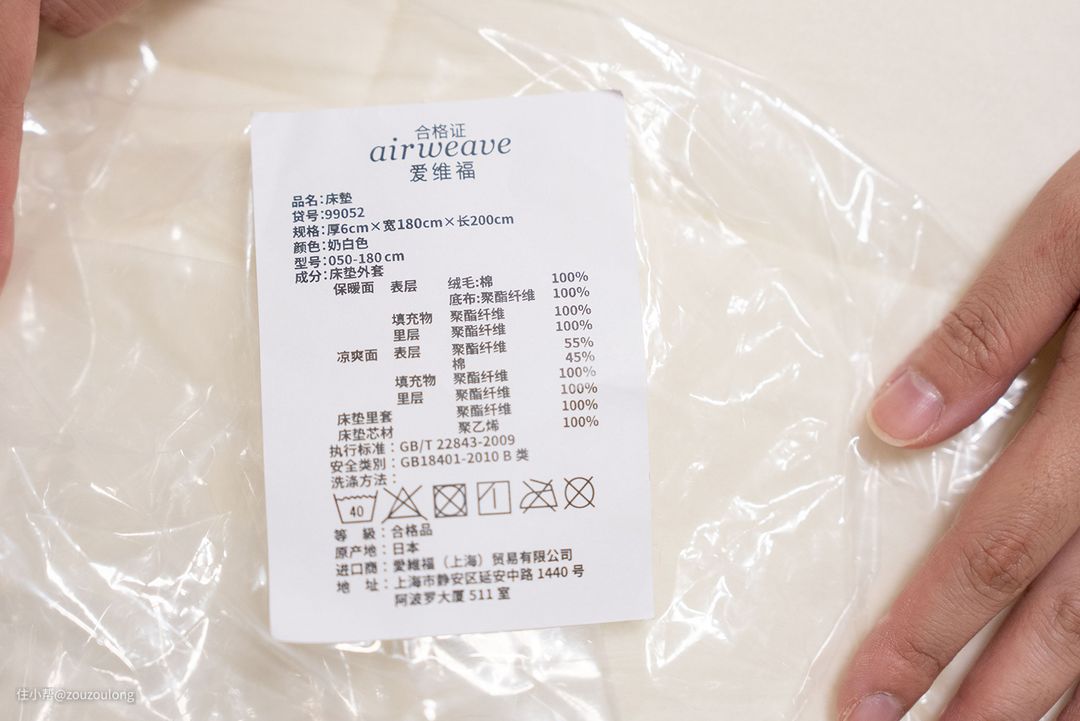 合格证
airweave
爱维福
品名：床墊
贷号：99052
规格：厚6cm×宽180cm×长200cm
颜色：奶白色
型号：050-180cm
成分：床垫外套
保暖面 表层 绒毛:棉 100%
底布:聚酯纤维 100%
填充物 聚酯纤维 100%
里层 聚酯纤维 100%
凉爽面 表层 聚酯纤维 55%
棉 45%
填充物 聚酯纤维 100%
里层 聚酯纤维 100%
床垫里套 聚酯纤维 100%
床垫芯材 聚乙烯 100%
执行标准：GB/T 22843-2009
安全类別：GB18401-2010 B 类
洗涤方法：
40
等 級：合格品
原产地：日本
进口商：愛維福（上海）贸易有限公司
地 址：上海市静安区延安中路 1440 号
阿波罗大厦 511 室
住小帮@zouzoulong